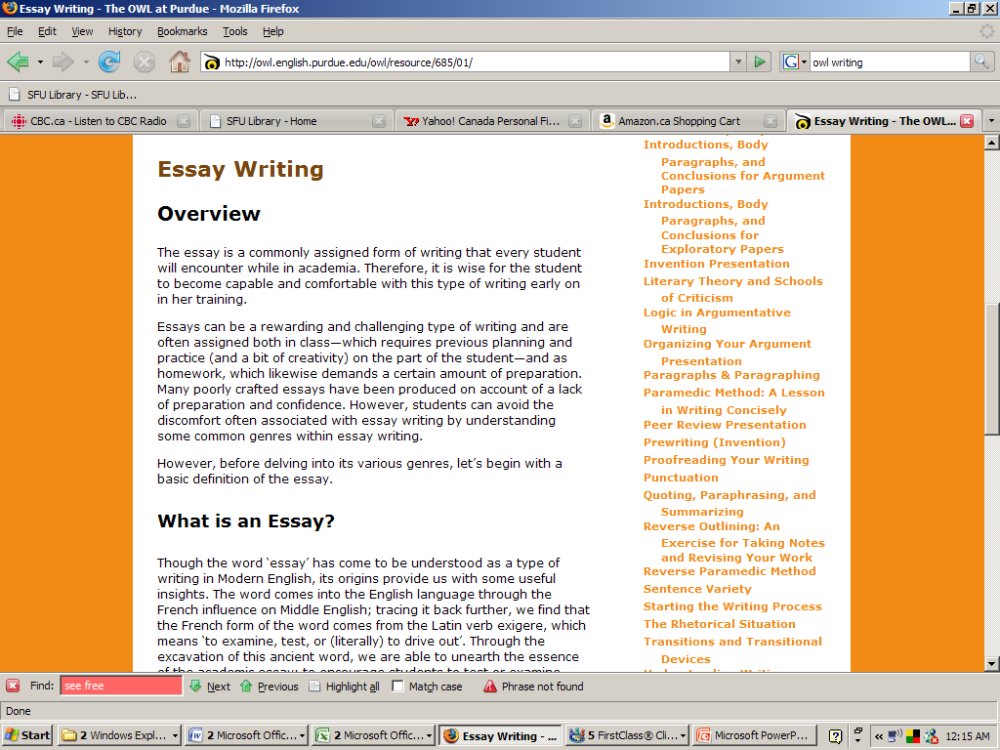 Essay Writing - The OWL at Purdue - Mozilla Firefox
File Edit View History Bookmarks Tools Help
http://owl.english.purdue.edu/owl/resource/685/01/
G owl writing
SFU Library - SFU Lib...
CBC.ca - Listen to CBC Radio
SFU Library - Home
Yahoo! Canada Personal Fi...
Amazon.ca Shopping Cart
Essay Writing - The OWL...
Essay Writing
Overview
The essay is a commonly assigned form of writing that every student
will encounter while in academia. Therefore, it is wise for the student
to become capable and comfortable with this type of writing early on
in her training.
Essays can be a rewarding and challenging type of writing and are
often assigned both in class—which requires previous planning and
practice (and a bit of creativity) on the part of the student—and as
homework, which likewise demands a certain amount of preparation.
Many poorly crafted essays have been produced on account of a lack
of preparation and confidence. However, students can avoid the
discomfort often associated with essay writing by understanding
some common genres within essay writing.
However, before delving into its various genres, let’s begin with a
basic definition of the essay.
What is an Essay?
Though the word ‘essay’ has come to be understood as a type of
writing in Modern English, its origins provide us with some useful
insights. The word comes into the English language through the
French influence on Middle English; tracing it back further, we find that
the French form of the word comes from the Latin verb exigere, which
means ‘to examine, test, or (literally) to drive out’. Through the
excavation of this ancient word, we are able to unearth the essence
of the academic essay: to encourage students to test or examine
Introductions, Body
Paragraphs, and
Conclusions for Argument
Papers
Introductions, Body
Paragraphs, and
Conclusions for
Exploratory Papers
Invention Presentation
Literary Theory and Schools
of Criticism
Logic in Argumentative
Writing
Organizing Your Argument
Presentation
Paragraphs & Paragraphing
Paramedic Method: A Lesson
in Writing Concisely
Peer Review Presentation
Prewriting (Invention)
Proofreading Your Writing
Punctuation
Quoting, Paraphrasing, and
Summarizing
Reverse Outlining: An
Exercise for Taking Notes
and Revising Your Work
Reverse Paramedic Method
Sentence Variety
Starting the Writing Process
The Rhetorical Situation
Transitions and Transitional
Devices
Find: see free Next Previous Highlight all Match case Phrase not found
Done
Start
2 Windows Expl...
2 Microsoft Offic...
2 Microsoft Offic...
Essay Writing - ...
5 FirstClass® Cli...
Microsoft PowerP...
12:15 AM